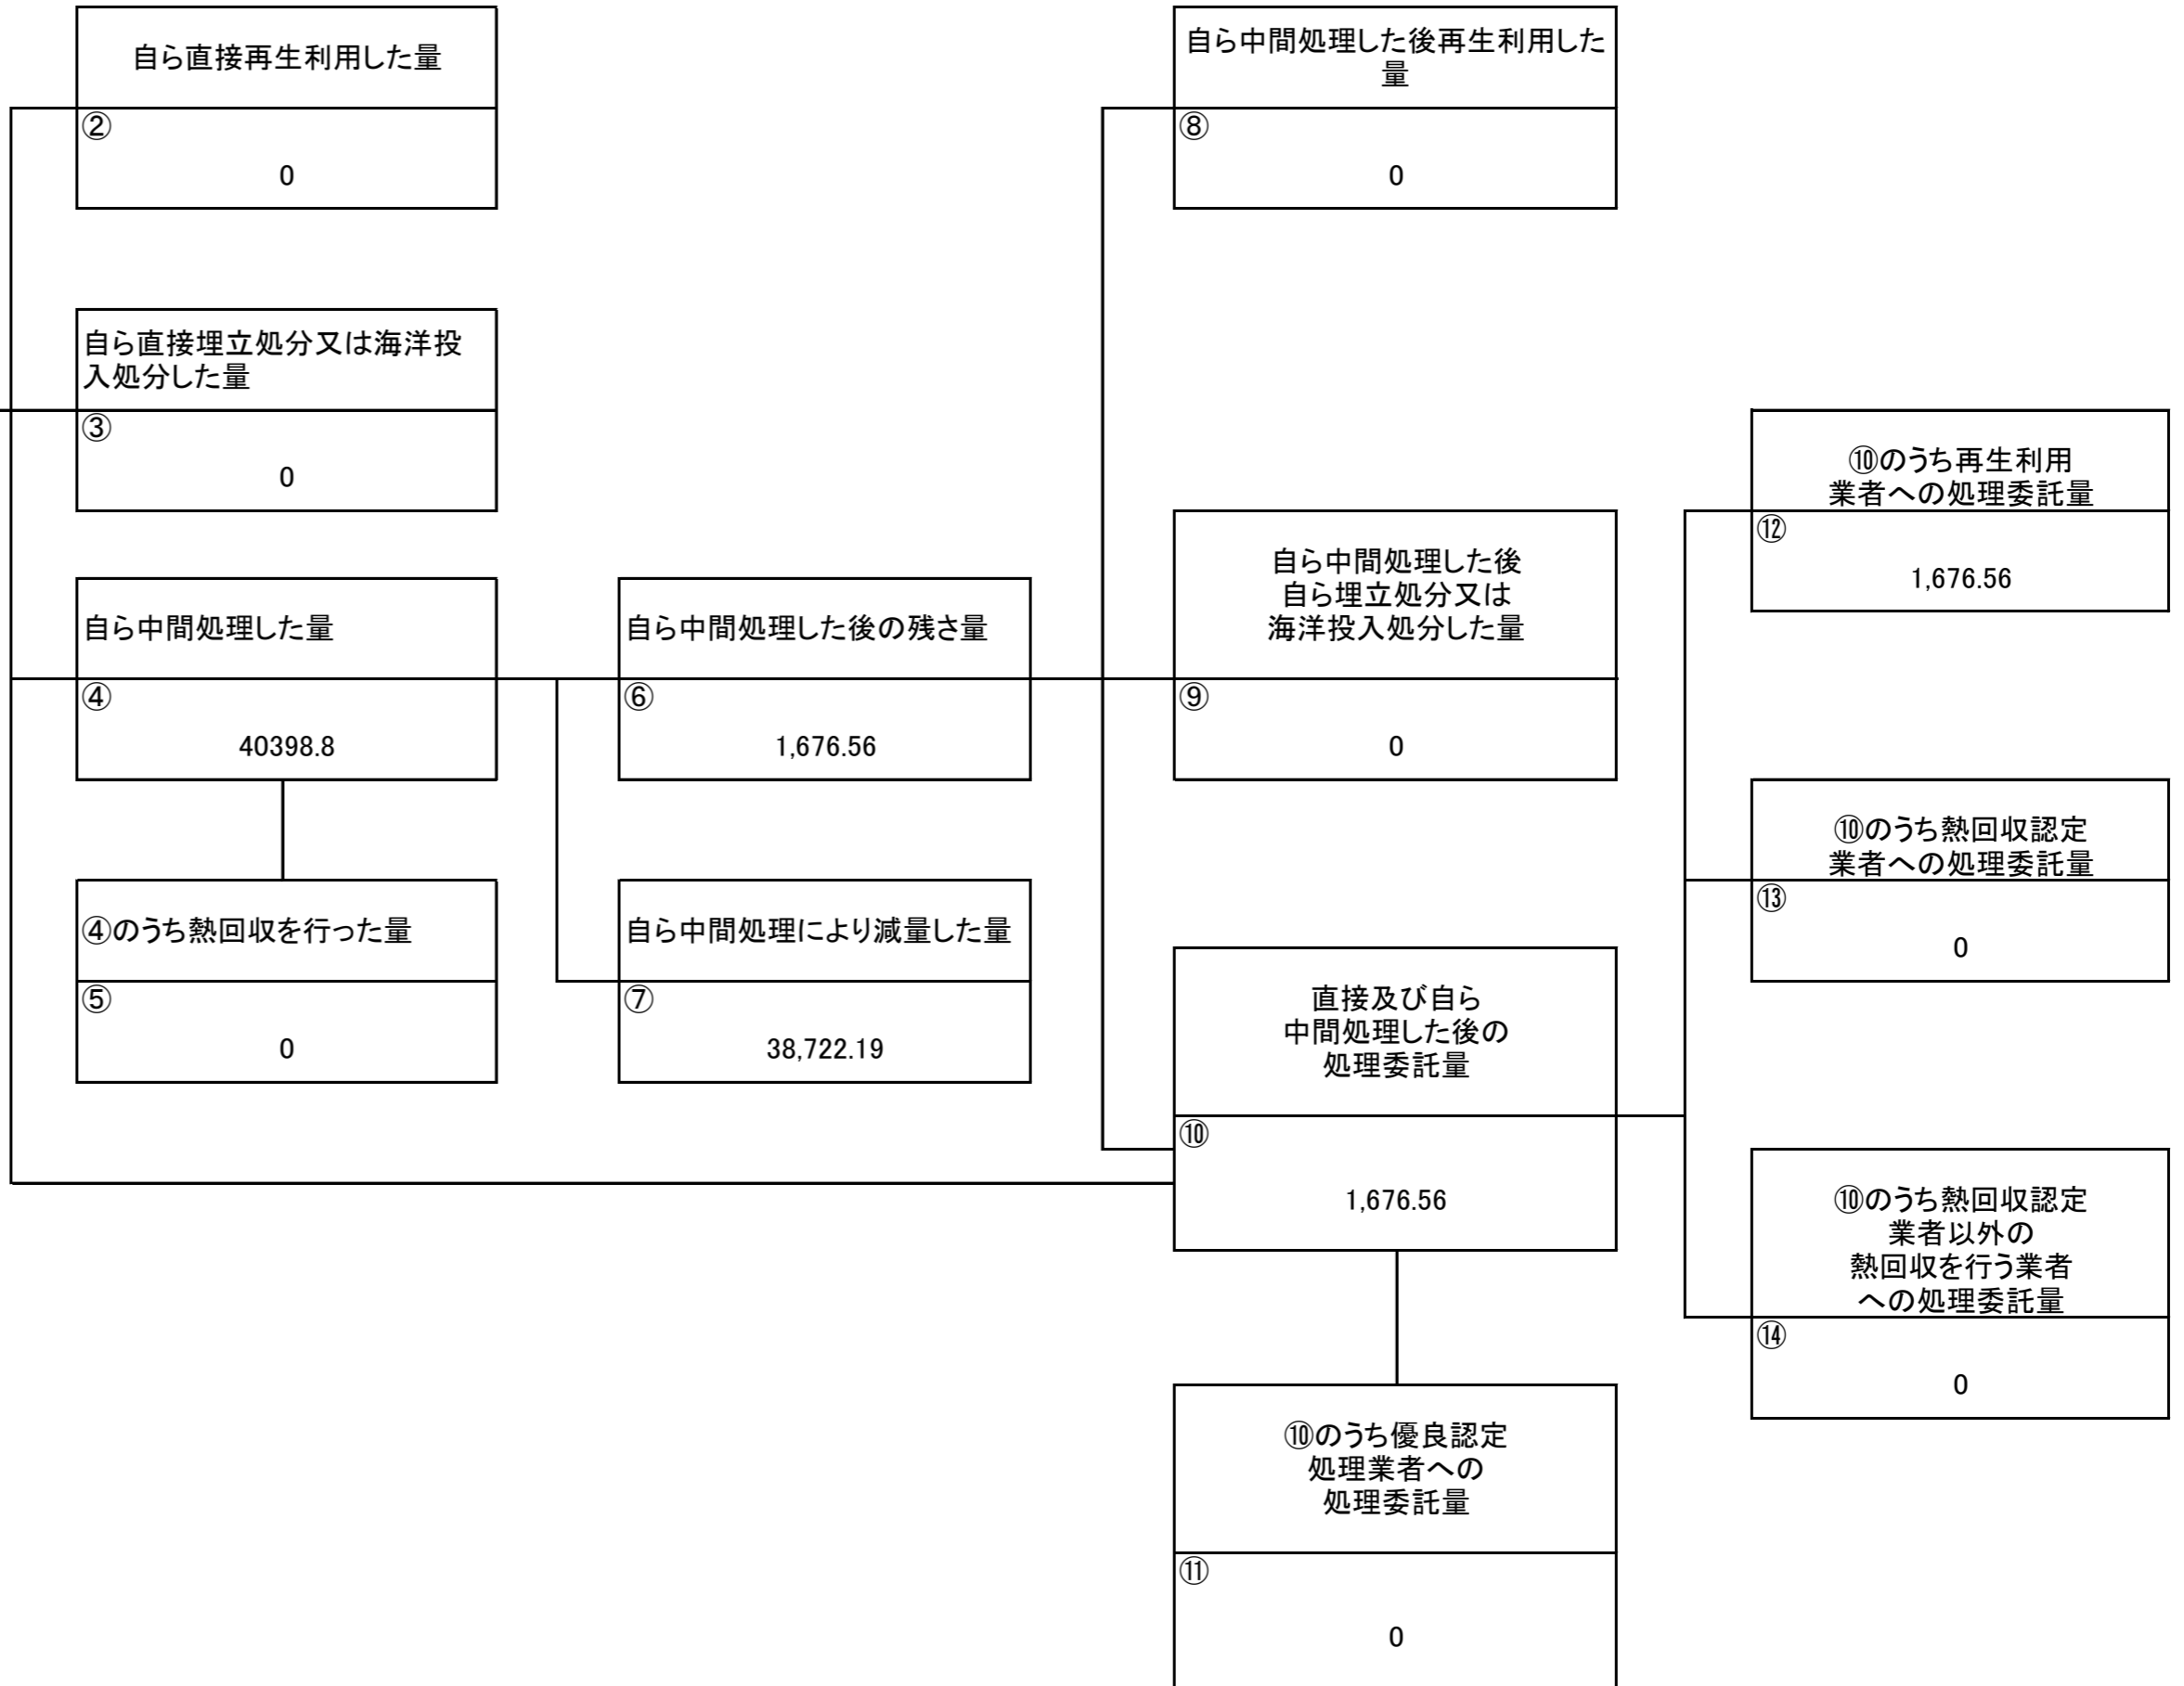 自ら直接再生利用した量
②
0
自ら中間処理した後再生利用した
量
⑧
0
自ら直接埋立処分又は海洋投
入処分した量
③
0
⑩のうち再生利用
業者への処理委託量
⑫
1,676.56
自ら中間処理した量
④
40398.8
自ら中間処理した後の残さ量
⑥
1,676.56
自ら中間処理した後
自ら埋立処分又は
海洋投入処分した量
⑨
0
⑩のうち熱回収認定
業者への処理委託量
⑬
0
④のうち熱回収を行った量
⑤
0
自ら中間処理により減量した量
⑦
38,722.19
直接及び自ら
中間処理した後の
処理委託量
⑩
1,676.56
⑩のうち熱回収認定
業者以外の
熱回収を行う業者
への処理委託量
⑭
0
⑩のうち優良認定
処理業者への
処理委託量
⑪
0